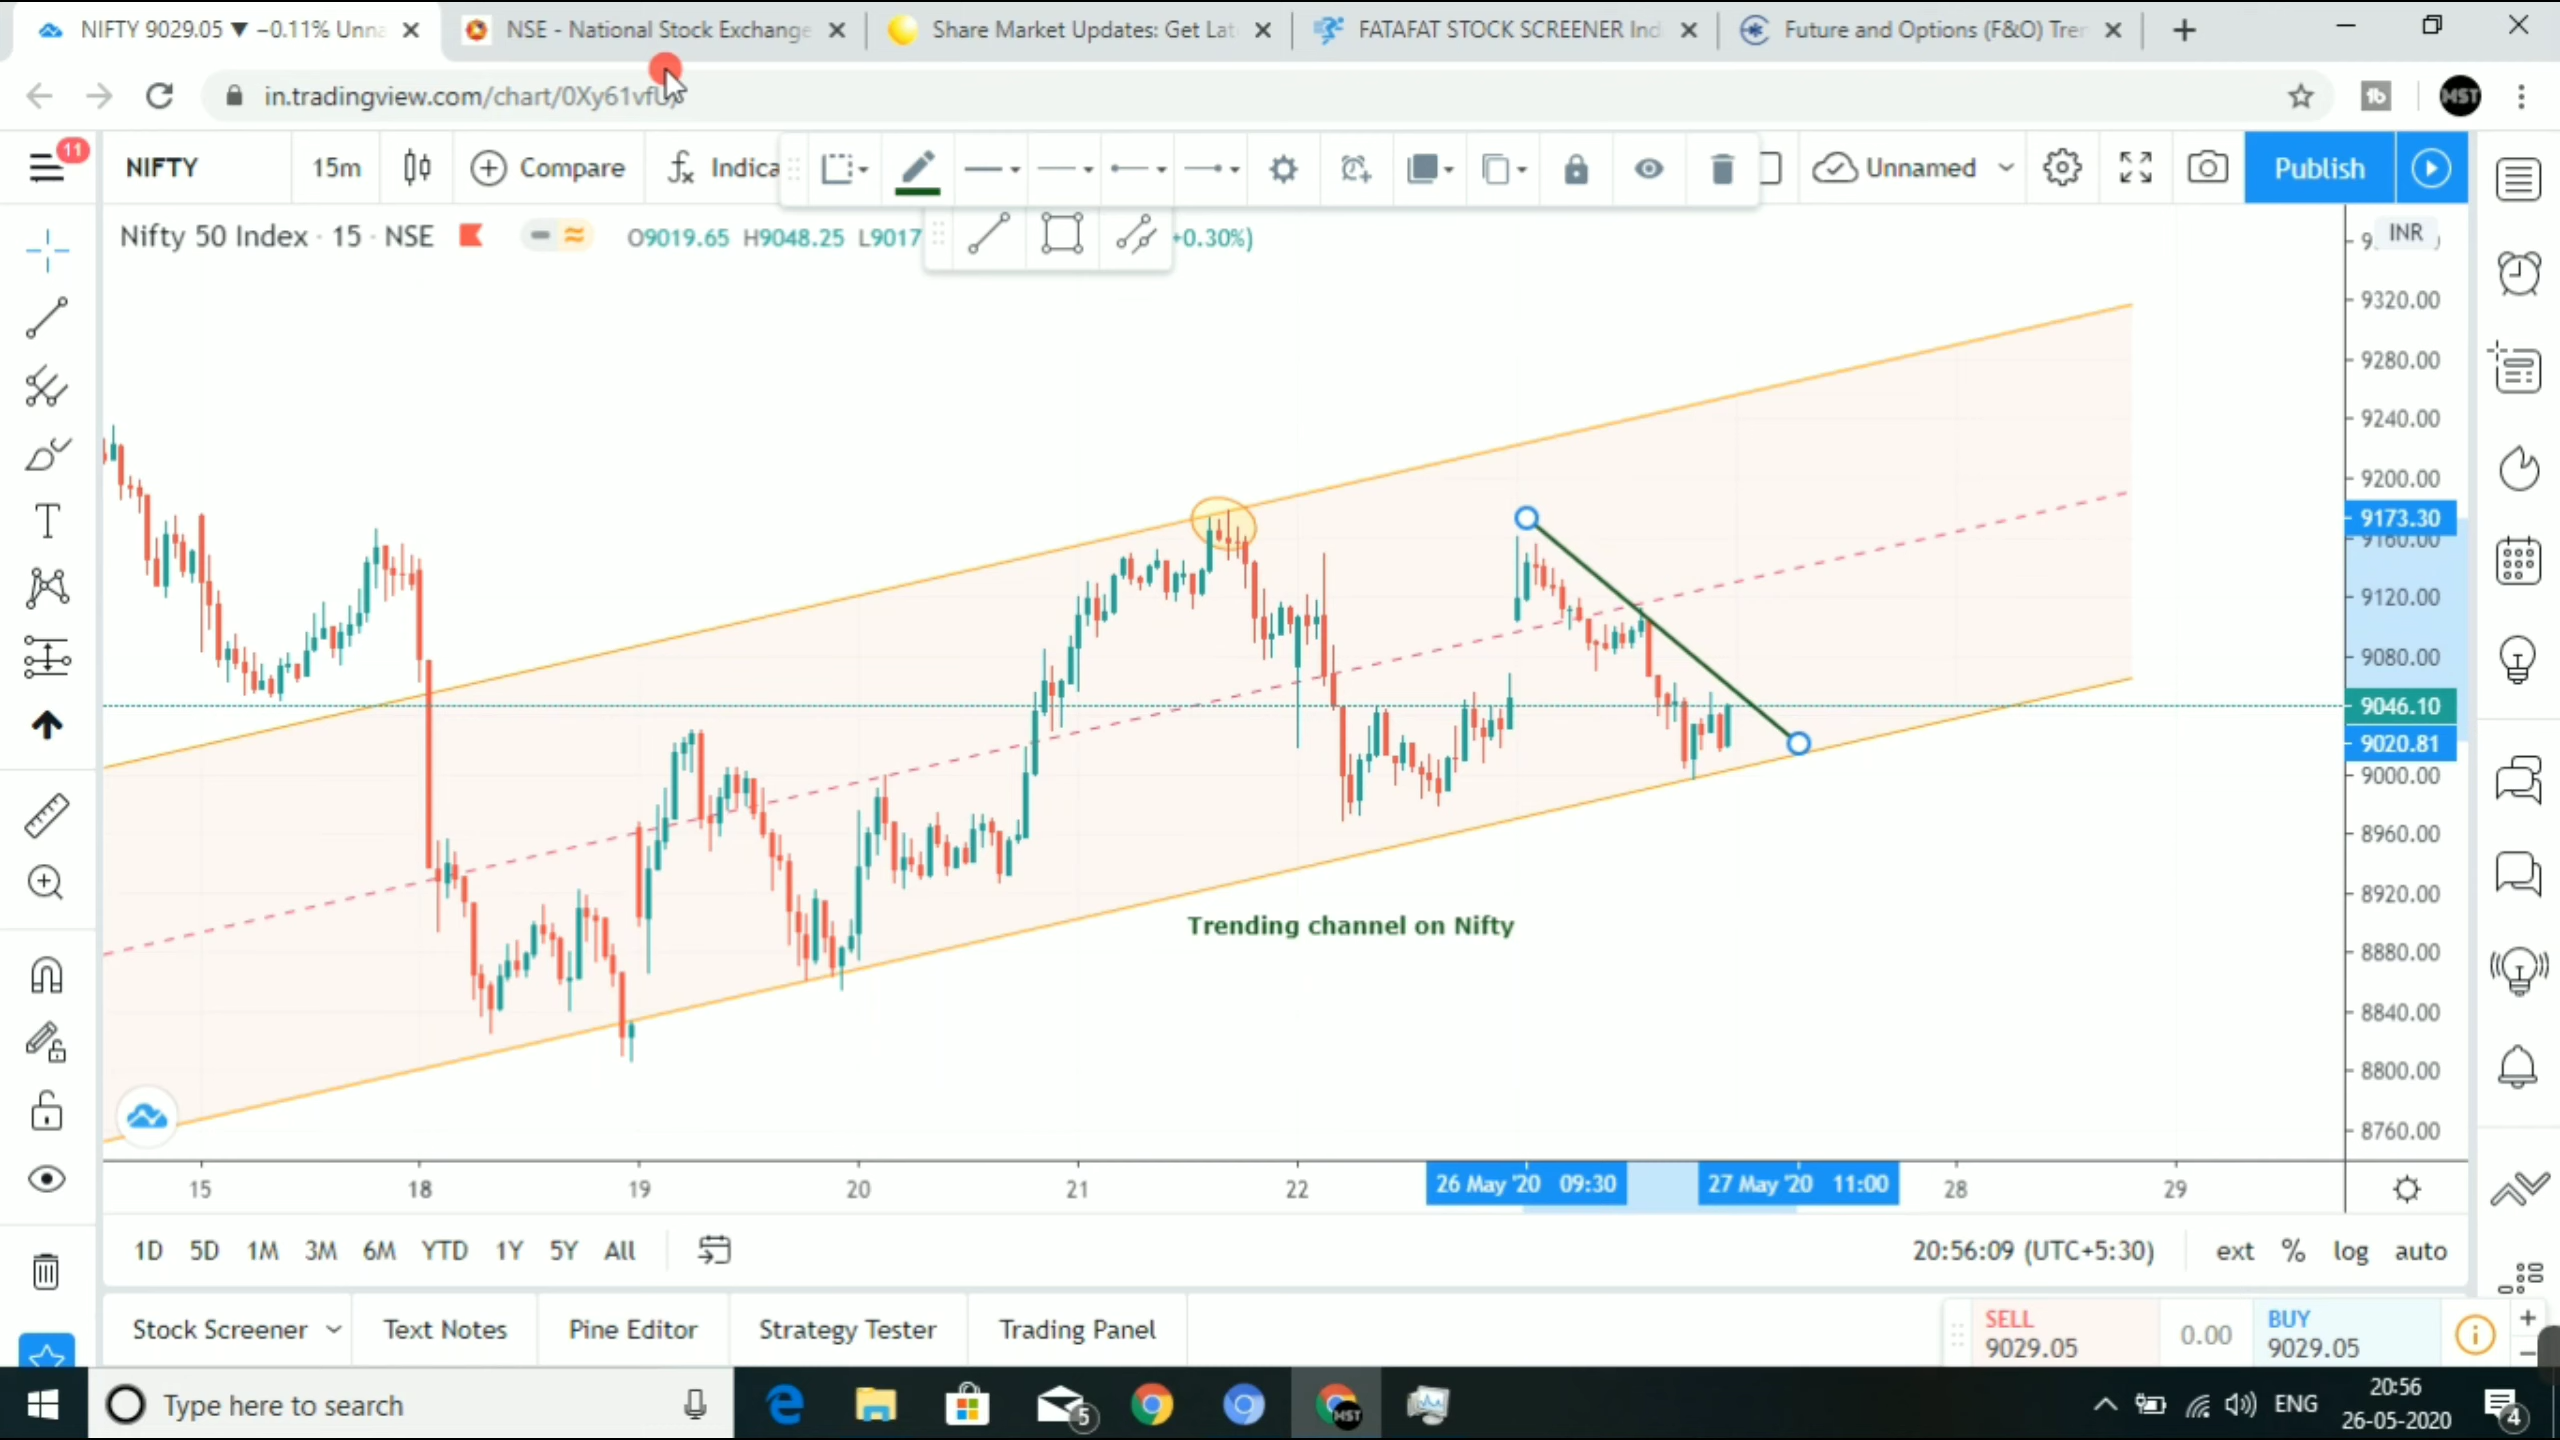 NIFTY 9029.05 ▼ −0.11% Unna
NSE - National Stock Exchange
Share Market Updates: Get Lat
FATAFAT STOCK SCREENER Ind
Future and Options (F&O) Tren
in.tradingview.com/chart/0Xy61vfU/
MST
11
NIFTY
15m
Compare
Indica
Unnamed
Publish
Nifty 50 Index · 15 · NSE
O9019.65 H9048.25 L9017
+0.30%)
INR
9320.00
9280.00
9240.00
9200.00
9173.30
9160.00
9120.00
9080.00
9046.10
9020.81
9000.00
8960.00
8920.00
8880.00
8840.00
8800.00
8760.00
Trending channel on Nifty
15
18
19
20
21
22
26 May '20 09:30
27 May '20 11:00
28
29
1D 5D 1M 3M 6M YTD 1Y 5Y All
20:56:09 (UTC+5:30)
ext % log auto
Stock Screener
Text Notes
Pine Editor
Strategy Tester
Trading Panel
SELL
9029.05
0.00
BUY
9029.05
Type here to search
5
MST
ENG
20:56
26-05-2020
4